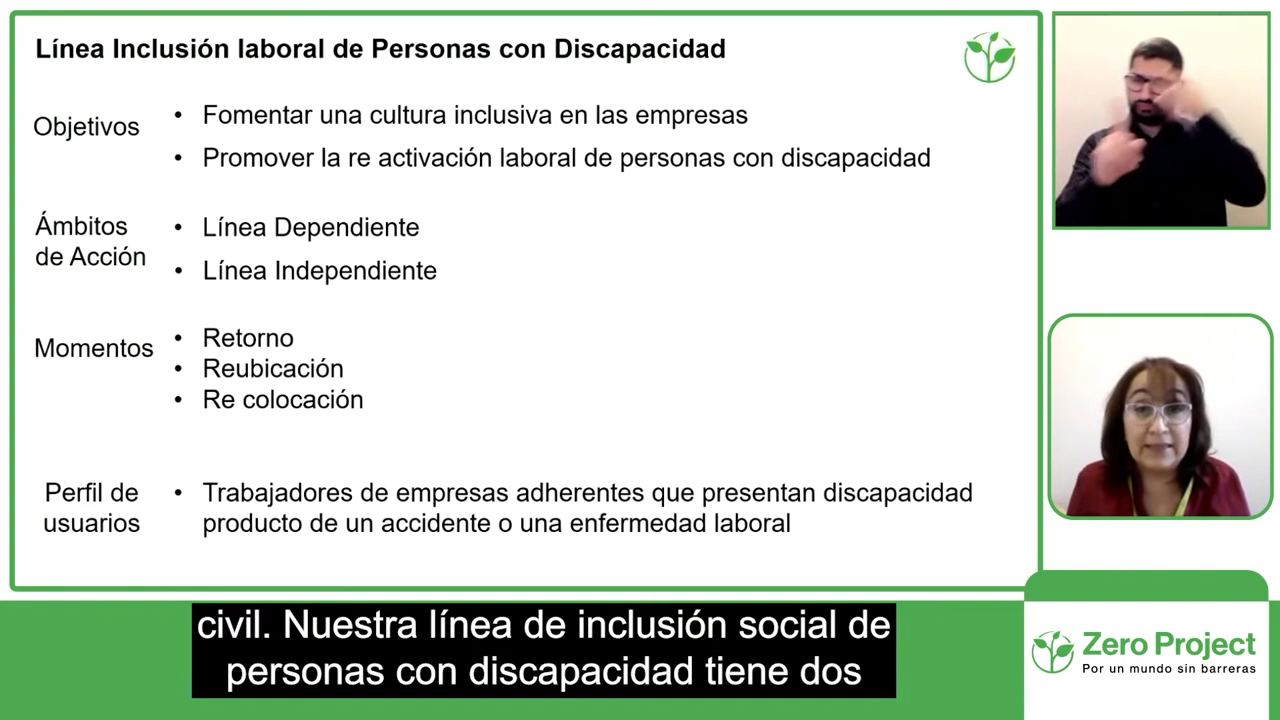 Línea Inclusión laboral de Personas con Discapacidad
Objetivos
• Fomentar una cultura inclusiva en las empresas
• Promover la re activación laboral de personas con discapacidad
Ámbitos
de Acción
• Línea Dependiente
• Línea Independiente
Momentos
• Retorno
• Reubicación
• Re colocación
Perfil de
usuarios
• Trabajadores de empresas adherentes que presentan discapacidad
producto de un accidente o una enfermedad laboral
civil. Nuestra línea de inclusión social de
personas con discapacidad tiene dos
Zero Project
Por un mundo sin barreras